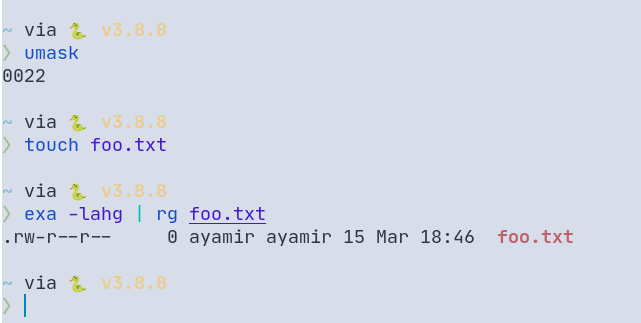 ~ via 🐍 v3.8.8
❯ umask
0022
~ via 🐍 v3.8.8
❯ touch foo.txt
~ via 🐍 v3.8.8
❯ exa -lahg | rg foo.txt
.rw-r--r-- 0 ayamir ayamir 15 Mar 18:46 foo.txt
~ via 🐍 v3.8.8
❯